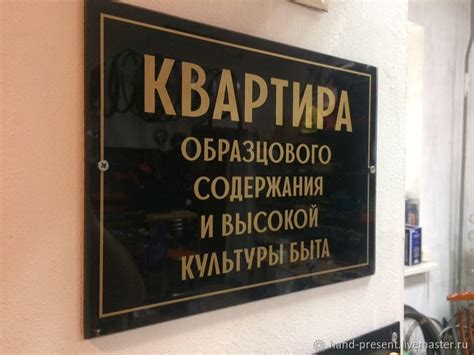 КВАРТИРА
ОБРАЗЦОВОГО
СОДЕРЖАНИЯ
И ВЫСОКОЙ
КУЛЬТУРЫ БЫТА
hand-present.livemaster.ru